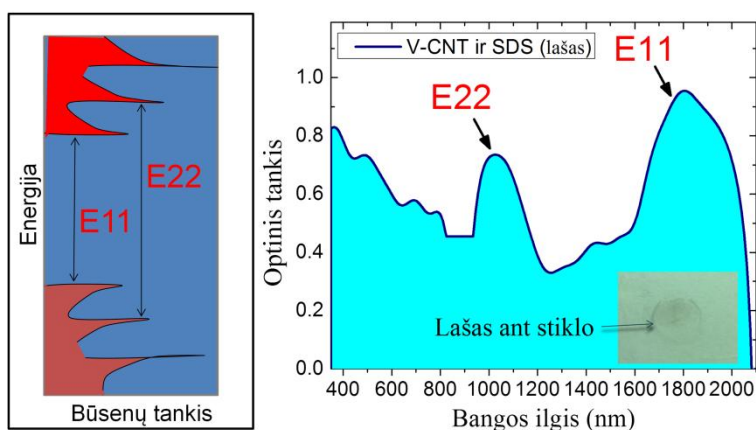 Energija
E11
E22
Būsenų tankis
V-CNT ir SDS (lašas)
E11
E22
Optinis tankis
1.0
0.8
0.6
0.4
0.2
0.0
Lašas ant stiklo
400 600 800 1000 1200 1400 1600 1800 2000
Bangos ilgis (nm)